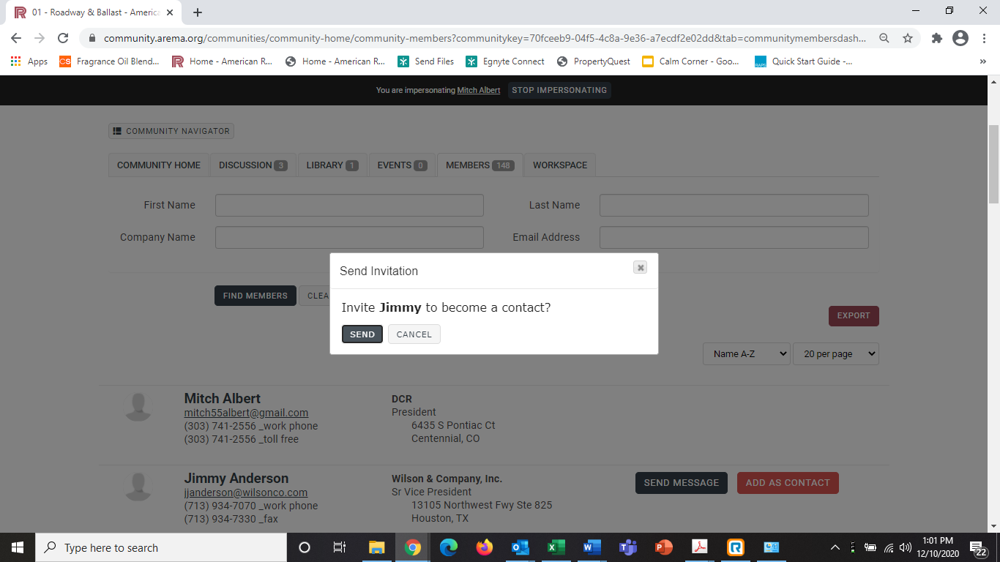 01 - Roadway & Ballast - America
community.arema.org/communities/community-home/community-members?communitykey=70fceeb9-04f5-4c8a-9e36-a7ecdf2e02dd&tab=communitymembersdash...
Apps CS Fragrance Oil Blend... Home - American R... Home - American R... Send Files Egnyte Connect PropertyQuest Calm Corner - Goo... RAPS Quick Start Guide -... »
You are impersonating Mitch Albert STOP IMPERSONATING
COMMUNITY NAVIGATOR
COMMUNITY HOME DISCUSSION 3 LIBRARY 1 EVENTS 0 MEMBERS 148 WORKSPACE
First Name Last Name
Company Name Email Address
Send Invitation
Invite Jimmy to become a contact?
SEND CANCEL
FIND MEMBERS CLEA
EXPORT
Name A-Z 20 per page
Mitch Albert DCR
mitch55albert@gmail.com President
(303) 741-2556 _work phone 6435 S Pontiac Ct
(303) 741-2556 _toll free Centennial, CO
Jimmy Anderson Wilson & Company, Inc. SEND MESSAGE ADD AS CONTACT
jjanderson@wilsonco.com Sr Vice President
(713) 934-7070 _work phone 13105 Northwest Fwy Ste 825
(713) 934-7330 _fax Houston, TX
Type here to search
1:01 PM
12/10/2020
22